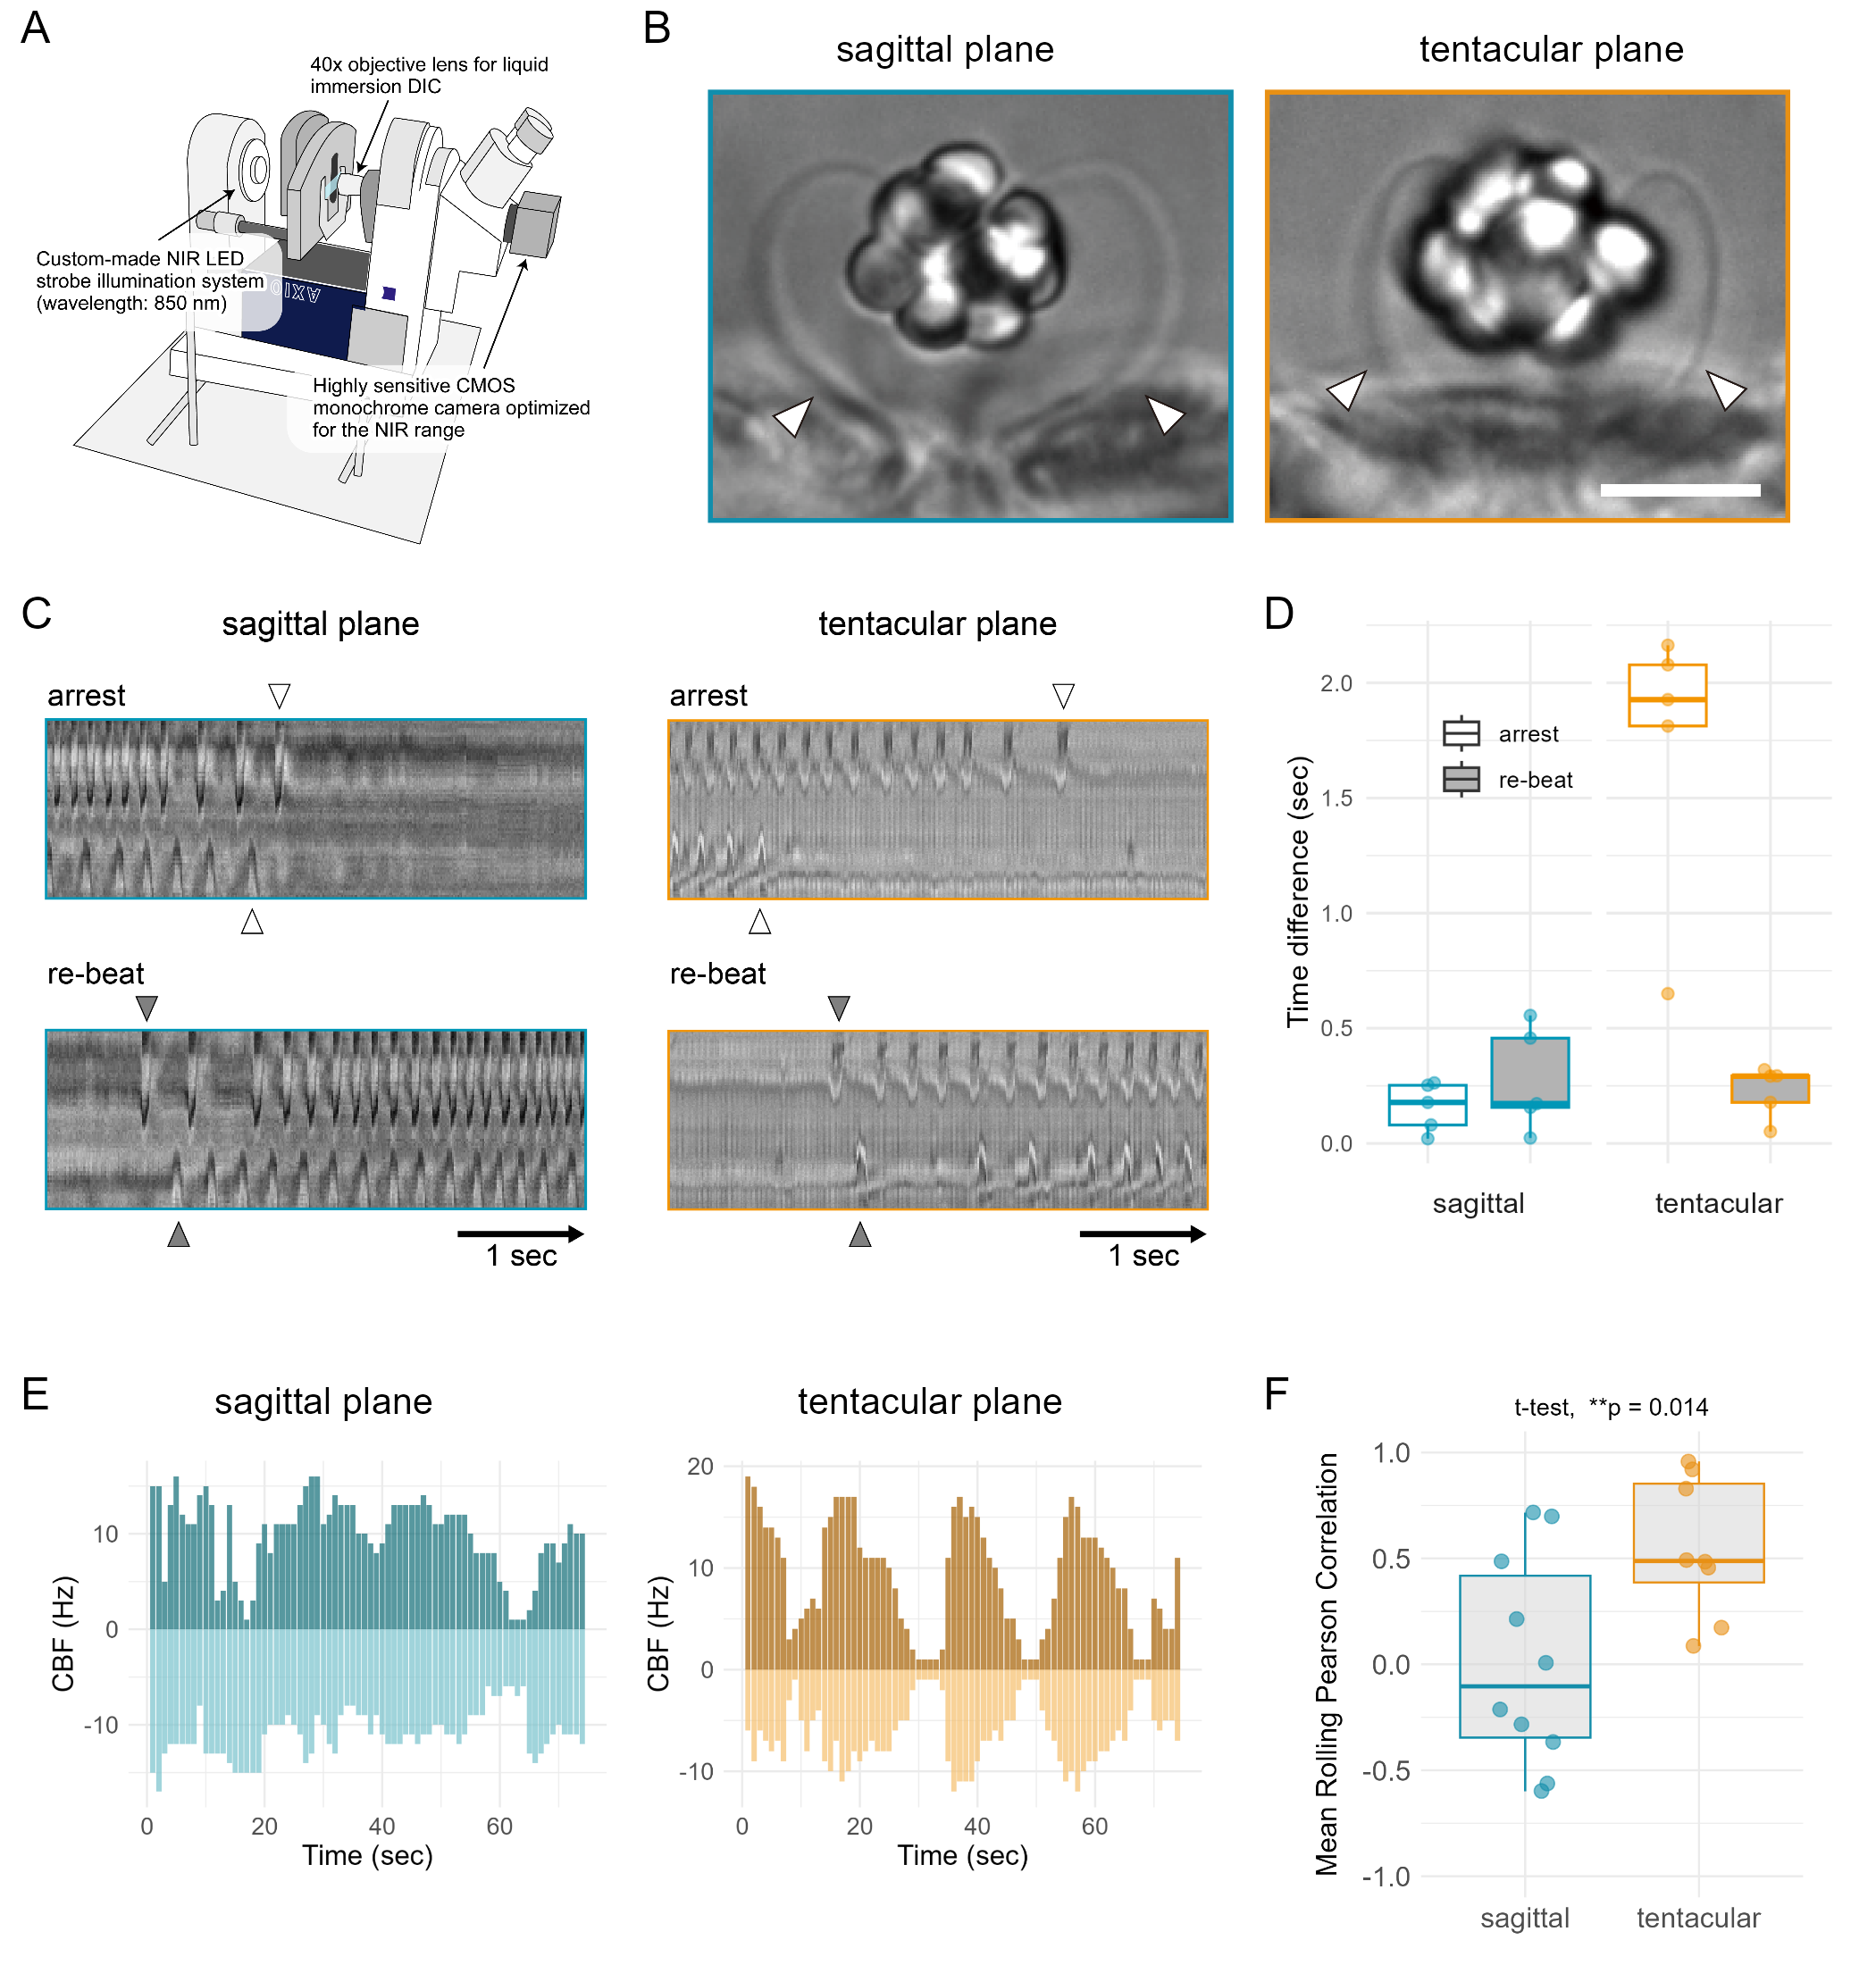 A
40x objective lens for liquid
immersion DIC
Custom-made NIR LED
strobe illumination system
(wavelength: 850 nm)
AXIO
Highly sensitive CMOS
monochrome camera optimized
for the NIR range
B
sagittal plane
tentacular plane
C
sagittal plane
tentacular plane
arrest
arrest
re-beat
re-beat
1 sec
1 sec
D
Time difference (sec)
2.0
1.5
1.0
0.5
0.0
arrest
re-beat
sagittal
tentacular
E
sagittal plane
tentacular plane
CBF (Hz)
10
0
-10
0
20
40
60
Time (sec)
CBF (Hz)
20
10
0
-10
0
20
40
60
Time (sec)
F
t-test, **p = 0.014
Mean Rolling Pearson Correlation
1.0
0.5
0.0
-0.5
-1.0
sagittal
tentacular